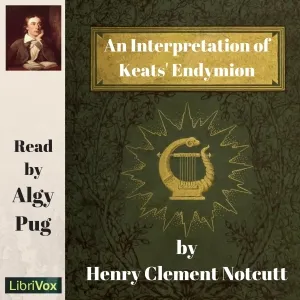 An Interpretation of
Keats' Endymion
Read
by
Algy
Pug
by
Henry Clement Notcutt
LibriVox